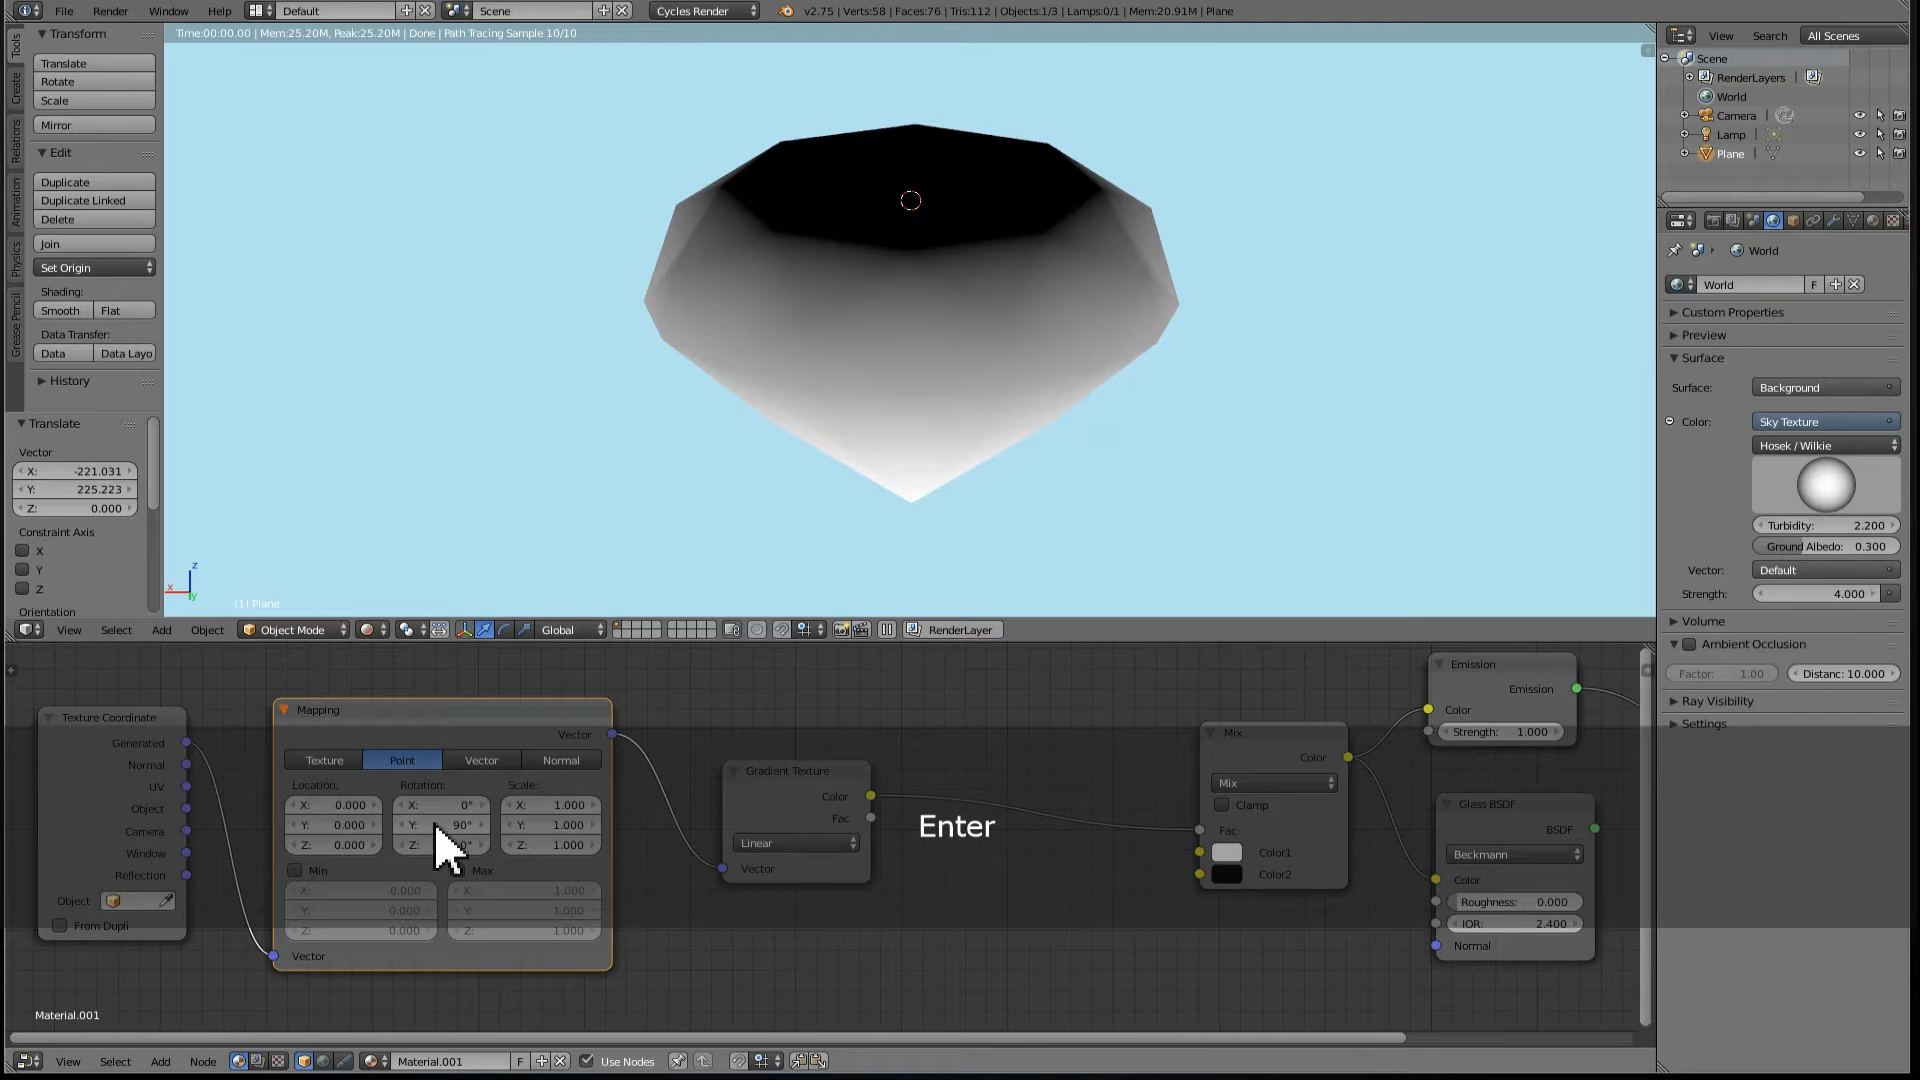 File Render Window Help Default Scene Cycles Render v2.75 | Verts:58 | Faces:76 | Tris:112 | Objects:1/3 | Lamps:0/1 | Mem:20.91M | Plane
Time:00:00.00 | Mem:25.20M, Peak:25.20M | Done | Path Tracing Sample 10/10
Tools
Create
Relations
Animation
Physics
Grease Pencil
Transform
Translate
Rotate
Scale
Mirror
Edit
Duplicate
Duplicate Linked
Delete
Join
Set Origin
Shading:
Smooth Flat
Data Transfer:
Data Data Layo
History
Translate
Vector
X: -221.031
Y: 225.223
Z: 0.000
Constraint Axis
X
Y
Z
Orientation
z
x
y
(1) Plane
View Select Add Object Object Mode Global RenderLayer
View Search All Scenes
Scene
RenderLayers |
World
Camera |
Lamp |
Plane |
World
World F
Custom Properties
Preview
Surface
Surface: Background
Color: Sky Texture
Hosek / Wilkie
Turbidity: 2.200
Ground Albedo: 0.300
Vector: Default
Strength: 4.000
Volume
Ambient Occlusion
Factor: 1.00 Distanc: 10.000
Ray Visibility
Settings
Texture Coordinate
Generated
Normal
UV
Object
Camera
Window
Reflection
Object
From Dupli
Mapping
Vector
Texture Point Vector Normal
Location: Rotation: Scale:
X: 0.000 X: 0° X: 1.000
Y: 0.000 Y: 90° Y: 1.000
Z: 0.000 Z: Z: 1.000
Min Max
X: 0.000 X: 1.000
Y: 0.000 Y: 1.000
Z: 0.000 Z: 1.000
Vector
Gradient Texture
Color
Fac
Linear
Vector
Enter
Mix
Color
Mix
Clamp
Fac
Color1
Color2
Emission
Emission
Color
Strength: 1.000
Glass BSDF
BSDF
Beckmann
Color
Roughness: 0.000
IOR: 2.400
Normal
Material.001
View Select Add Node Material.001 F Use Nodes